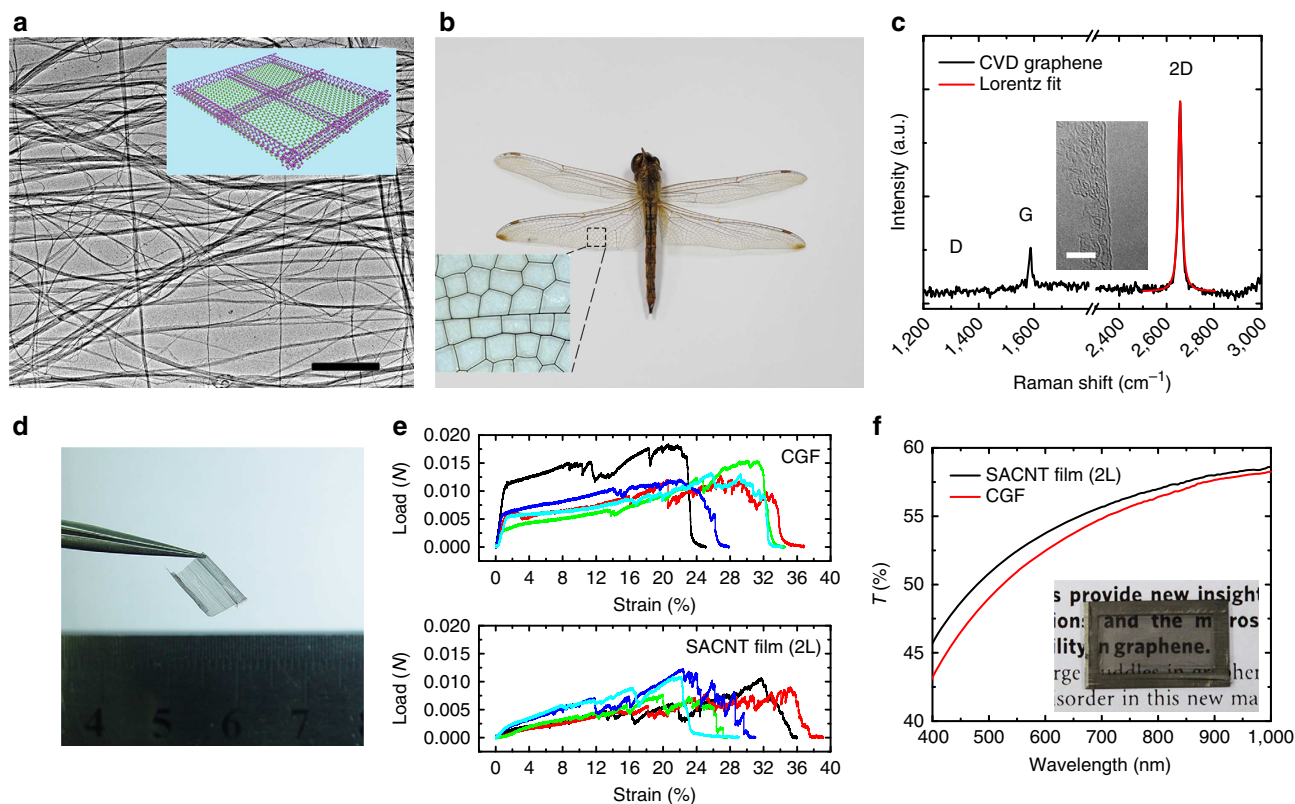 a
b
c
CVD graphene
Lorentz fit
2D
G
D
Intensity (a.u.)
1,200
1,400
1,600
2,400
2,600
2,800
3,000
Raman shift (cm⁻¹)
d
4 5 6 7
e
0.020
0.015
0.010
0.005
0.000
Load (N)
CGF
0 4 8 12 16 20 24 28 32 36 40
Strain (%)
0.020
0.015
0.010
0.005
0.000
Load (N)
SACNT film (2L)
0 4 8 12 16 20 24 28 32 36 40
Strain (%)
f
60
55
50
45
40
T (%)
SACNT film (2L)
CGF
s provide new insight
ion and the m ros
ility n graphene.
sorder in this new ma
400 500 600 700 800 900 1,000
Wavelength (nm)